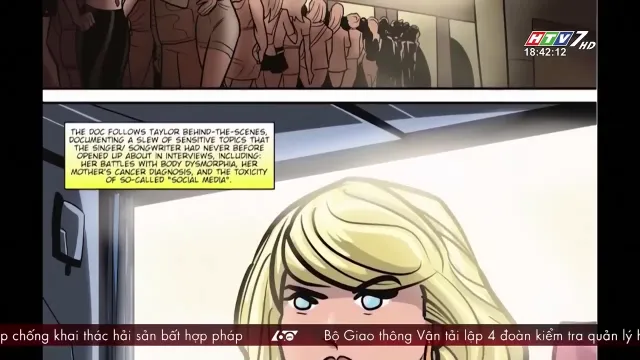 HTV7 HD
18:42:12
THE DOC FOLLOWS TAYLOR BEHIND-THE-SCENES,
DOCUMENTING A SLEW OF SENSITIVE TOPICS THAT
THE SINGER/ SONGWRITER HAD NEVER BEFORE
OPENED UP ABOUT IN INTERVIEWS, INCLUDING:
HER BATTLES WITH BODY DYSMORPHIA, HER
MOTHER'S CANCER DIAGNOSIS, AND THE TOXICITY
OF SO-CALLED "SOCIAL MEDIA".
p chống khai thác hải sản bất hợp pháp
60 Bộ Giao thông Vận tải lập 4 đoàn kiểm tra quản lý h